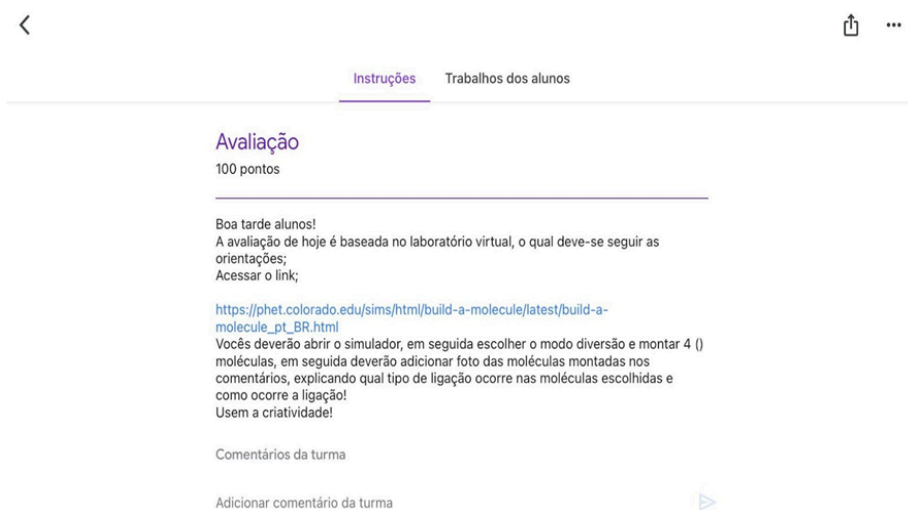 Instruções Trabalhos dos alunos
Avaliação
100 pontos
Boa tarde alunos!
A avaliação de hoje é baseada no laboratório virtual, o qual deve-se seguir as
orientações;
Acessar o link;
https://phet.colorado.edu/sims/html/build-a-molecule/latest/build-a-
molecule_pt_BR.html
Vocês deverão abrir o simulador, em seguida escolher o modo diversão e montar 4 ()
moléculas, em seguida deverão adicionar foto das moléculas montadas nos
comentários, explicando qual tipo de ligação ocorre nas moléculas escolhidas e
como ocorre a ligação!
Usem a criatividade!
Comentários da turma
Adicionar comentário da turma